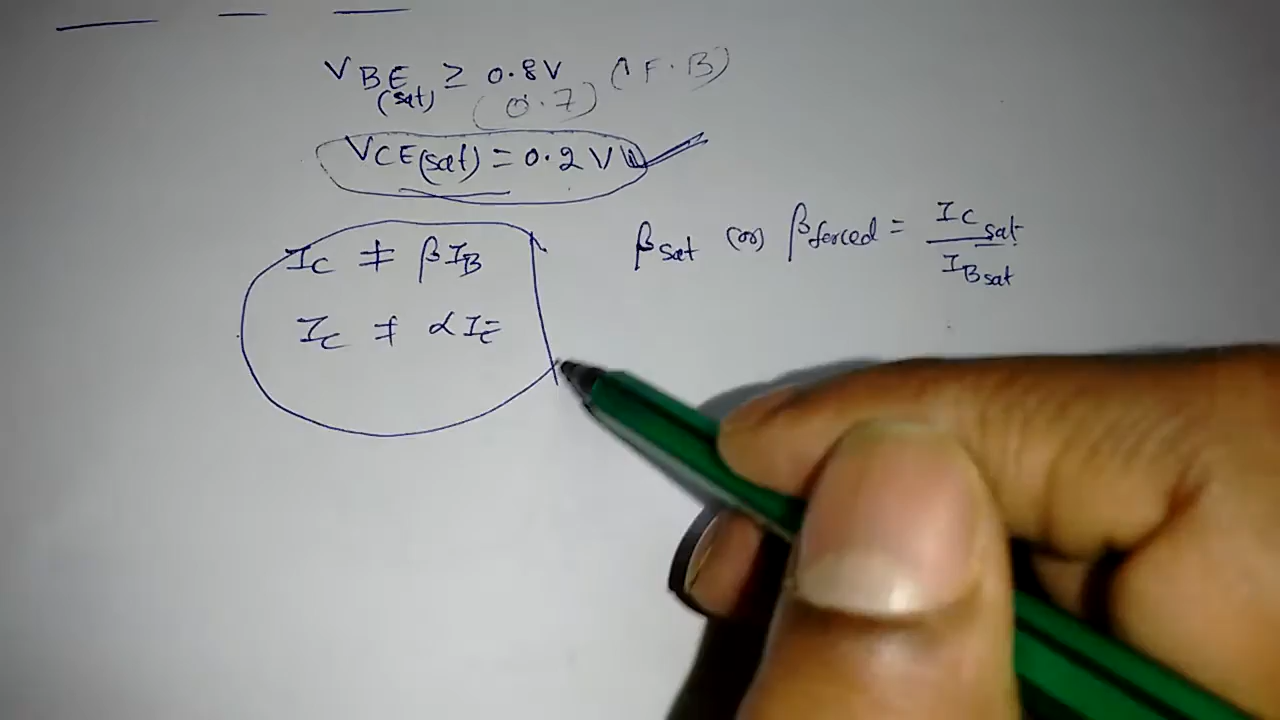 VBE(sat) ≥ 0.8V (F.B)
(0.7)
VCE(sat) = 0.2V
IC ≠ βIB
βsat (or) βforced = ICsat / IBsat
IC ≠ αIE